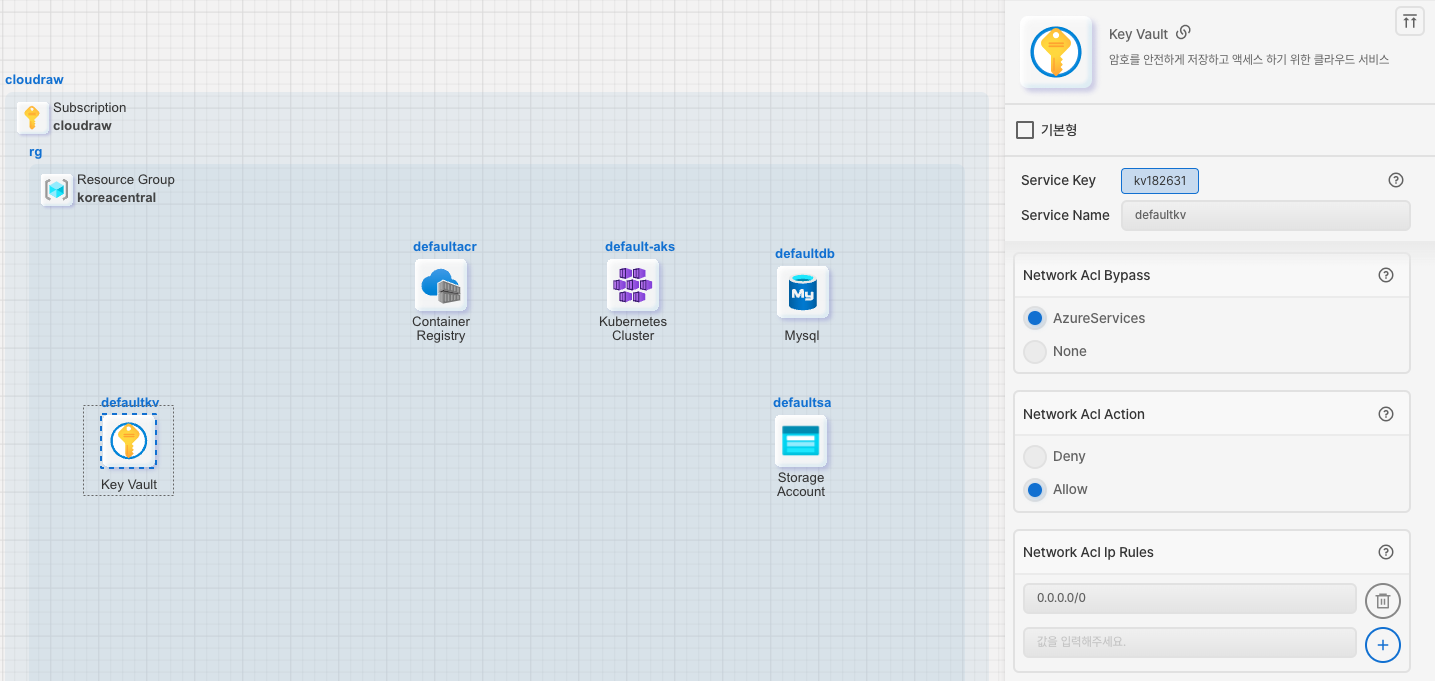 cloudraw
Subscription
cloudraw
rg
Resource Group
koreacentral
defaultacr
Container
Registry
default-aks
Kubernetes
Cluster
defaultdb
My
Mysql
defaultkv
Key Vault
defaultsa
Storage
Account
Key Vault
암호를 안전하게 저장하고 액세스 하기 위한 클라우드 서비스
기본형
Service Key
kv182631
Service Name
defaultkv
Network Acl Bypass
AzureServices
None
Network Acl Action
Deny
Allow
Network Acl Ip Rules
0.0.0.0/0
값을 입력해주세요.